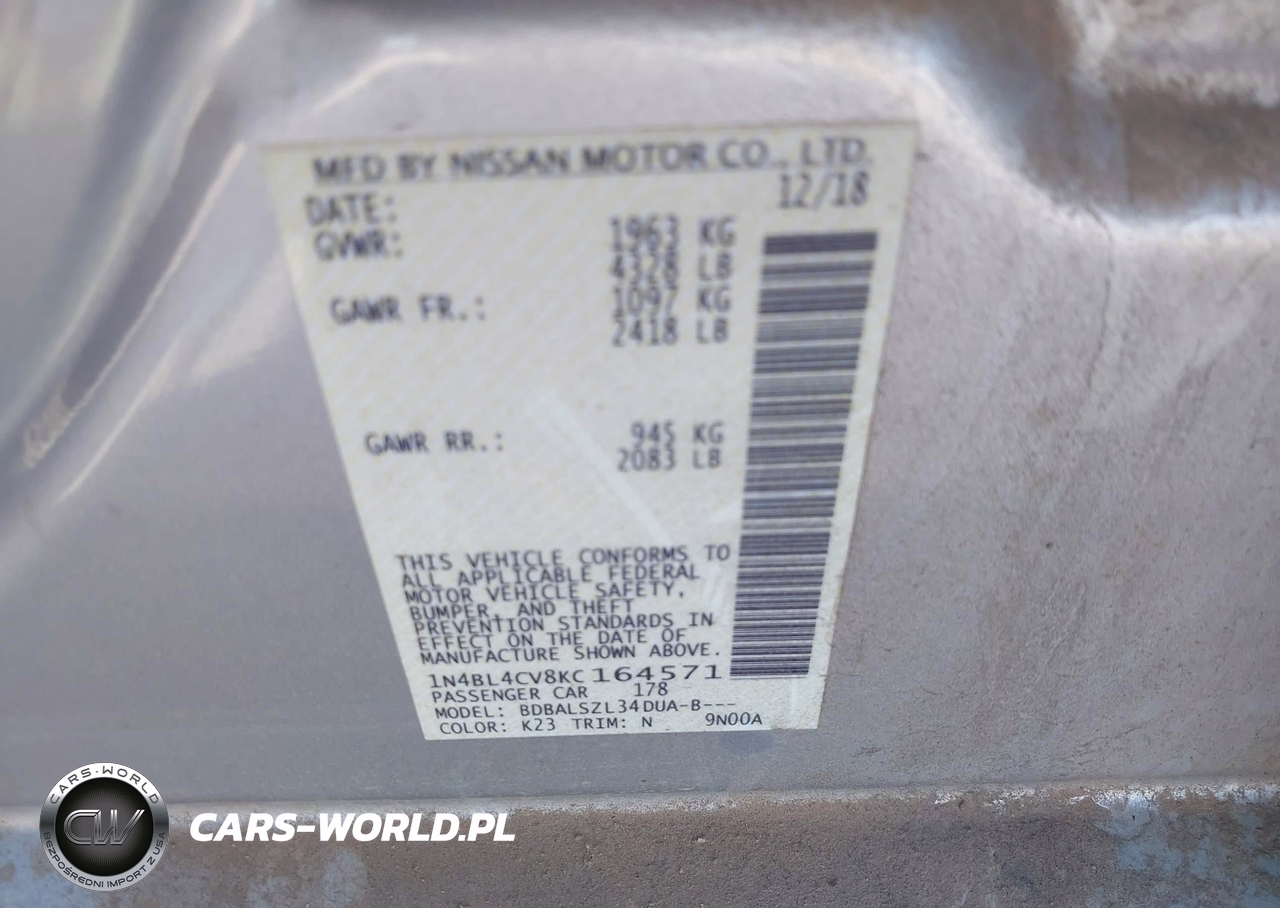 MFD BY NISSAN MOTOR CO., LTD.
DATE: 12/18
GVWR: 1963 KG
4328 LB
GAWR FR.: 1097 KG
2418 LB
GAWR RR.: 945 KG
2083 LB
THIS VEHICLE CONFORMS TO
ALL APPLICABLE FEDERAL
MOTOR VEHICLE SAFETY,
BUMPER, AND THEFT
PREVENTION STANDARDS IN
EFFECT ON THE DATE OF
MANUFACTURE SHOWN ABOVE.
1N4BL4CV8KC164571
PASSENGER CAR 178
MODEL: BDBALSZL34DUA-B---
COLOR: K23 TRIM: N 9N00A
CARS-WORLD
CW
BEZPOŚREDNI IMPORT Z USA
CARS-WORLD.PL